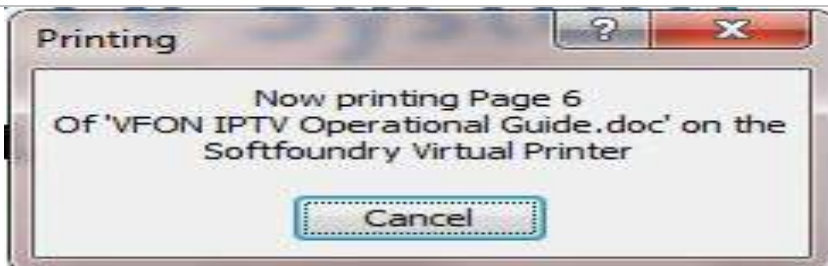 Printing
Now printing Page 6
Of 'VFON IPTV Operational Guide.doc' on the
Softfoundry Virtual Printer
Cancel